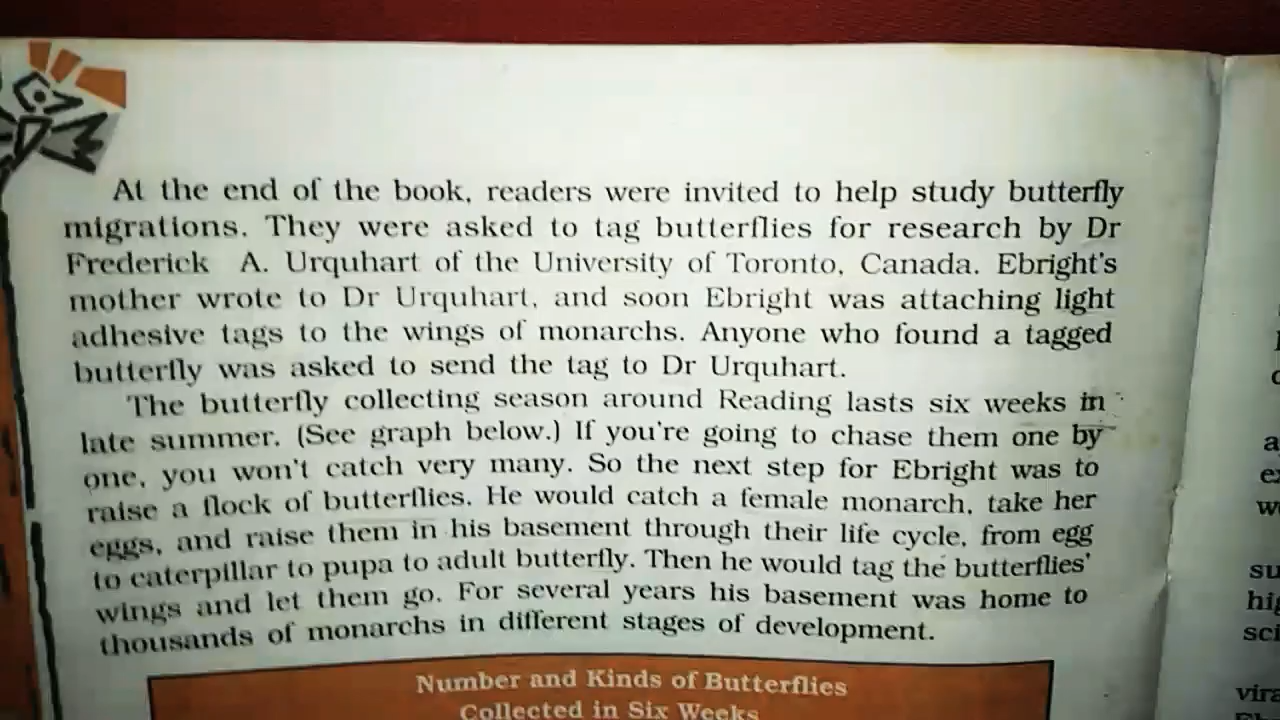 At the end of the book, readers were invited to help study butterfly
migrations. They were asked to tag butterflies for research by Dr
Frederick A. Urquhart of the University of Toronto, Canada. Ebright's
mother wrote to Dr Urquhart, and soon Ebright was attaching light
adhesive tags to the wings of monarchs. Anyone who found a tagged
butterfly was asked to send the tag to Dr Urquhart.
The butterfly collecting season around Reading lasts six weeks in
late summer. (See graph below.) If you're going to chase them one by
one, you won't catch very many. So the next step for Ebright was to
raise a flock of butterflies. He would catch a female monarch, take her
eggs, and raise them in his basement through their life cycle, from egg
to caterpillar to pupa to adult butterfly. Then he would tag the butterflies'
wings and let them go. For several years his basement was home to
thousands of monarchs in different stages of development.
Number and Kinds of Butterflies
Collected in Six Weeks